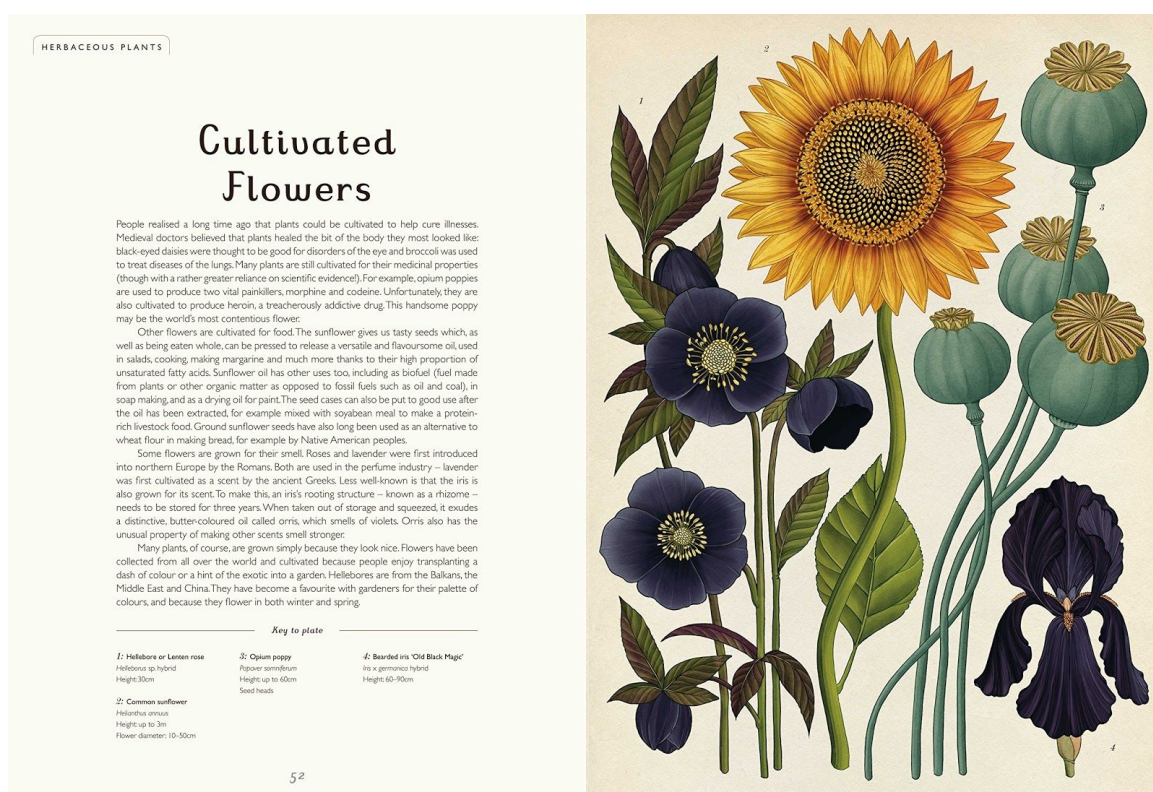 HERBACEOUS PLANTS
Cultivated
Flowers
People realised a long time ago that plants could be cultivated to help cure illnesses.
Medieval doctors believed that plants healed the bit of the body they most looked like:
black-eyed daisies were thought to be good for disorders of the eye and broccoli was used
to treat diseases of the lungs. Many plants are still cultivated for their medicinal properties
(though with a rather greater reliance on scientific evidence!). For example, opium poppies
are used to produce two vital painkillers, morphine and codeine. Unfortunately, they are
also cultivated to produce heroin, a treacherously addictive drug. This handsome poppy
may be the world's most contentious flower.
Other flowers are cultivated for food. The sunflower gives us tasty seeds which, as
well as being eaten whole, can be pressed to release a versatile and flavoursome oil, used
in salads, cooking, making margarine and much more thanks to their high proportion of
unsaturated fatty acids. Sunflower oil has other uses too, including as biofuel (fuel made
from plants or other organic matter as opposed to fossil fuels such as oil and coal), in
soap making, and as a drying oil for paint. The seed cases can also be put to good use after
the oil has been extracted, for example mixed with soyabean meal to make a protein-
rich livestock food. Ground sunflower seeds have also long been used as an alternative to
wheat flour in making bread, for example by Native American peoples.
Some flowers are grown for their smell. Roses and lavender were first introduced
into northern Europe by the Romans. Both are used in the perfume industry – lavender
was first cultivated as a scent by the ancient Greeks. Less well-known is that the iris is
also grown for its scent. To make this, an iris's rooting structure – known as a rhizome –
needs to be stored for three years. When taken out of storage and squeezed, it exudes
a distinctive, butter-coloured oil called orris, which smells of violets. Orris also has the
unusual property of making other scents smell stronger.
Many plants, of course, are grown simply because they look nice. Flowers have been
collected from all over the world and cultivated because people enjoy transplanting a
dash of colour or a hint of the exotic into a garden. Hellebores are from the Balkans, the
Middle East and China. They have become a favourite with gardeners for their palette of
colours, and because they flower in both winter and spring.
Key to plate
1: Hellebore or Lenten rose
Helleborus sp. hybrid
Height: 30cm
2: Common sunflower
Helianthus annuus
Height: up to 3m
Flower diameter: 10–50cm
3: Opium poppy
Papaver somniferum
Height: up to 60cm
Seed heads
4: Bearded iris 'Old Black Magic'
Iris x germanica hybrid
Height: 60–90cm
52
1
2
3
4